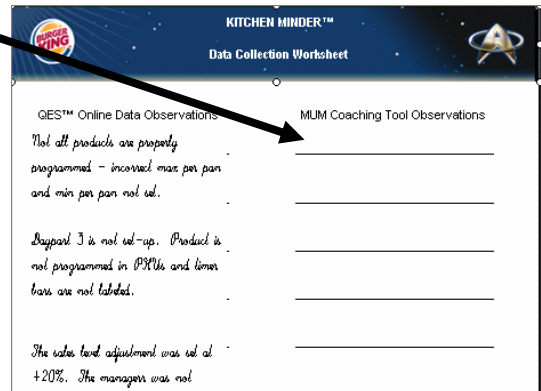 BURGER KING
KITCHEN MINDER™
Data Collection Worksheet
QES™ Online Data Observations
MUM Coaching Tool Observations
Not all products are properly
programmed - incorrect max per pan
and min per pan not set.
Daypart 3 is not set-up. Product is
not programmed in PHUs and timer
bars are not labeled.
The sales level adjustment was set at
+20%. The managers was not